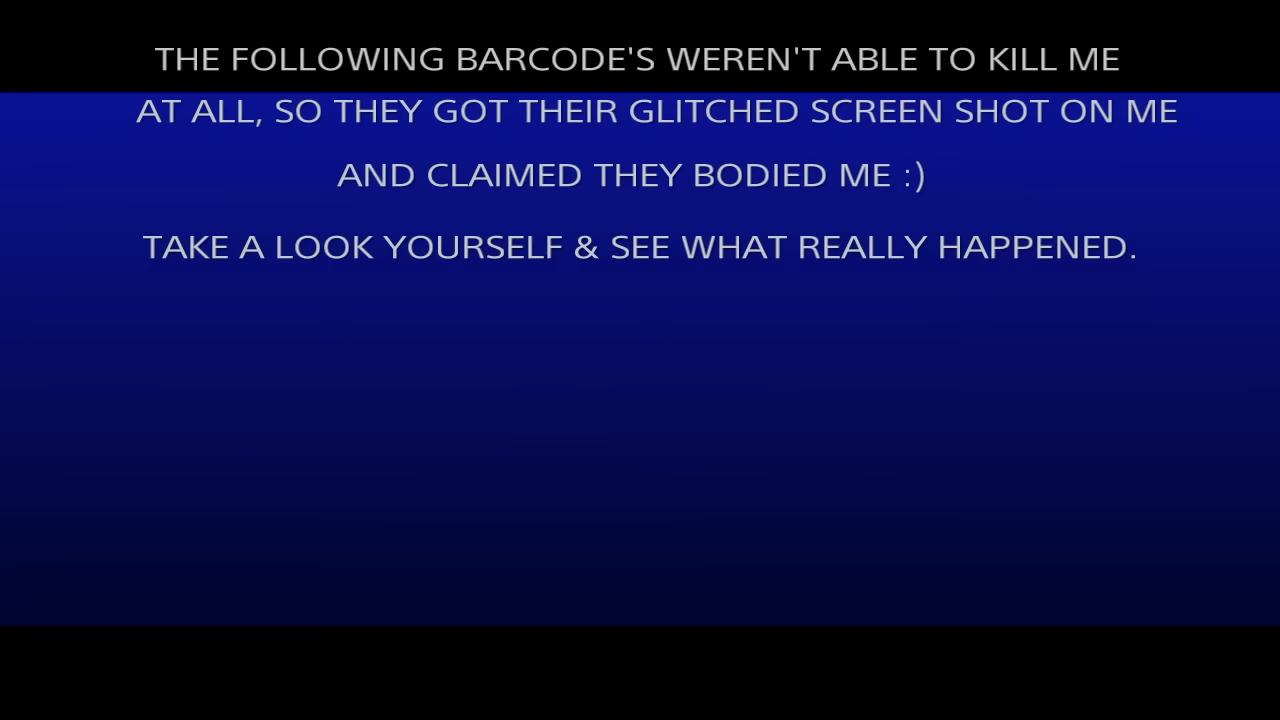 THE FOLLOWING BARCODE'S WEREN'T ABLE TO KILL ME
AT ALL, SO THEY GOT THEIR GLITCHED SCREEN SHOT ON ME
AND CLAIMED THEY BODIED ME :)
TAKE A LOOK YOURSELF & SEE WHAT REALLY HAPPENED.